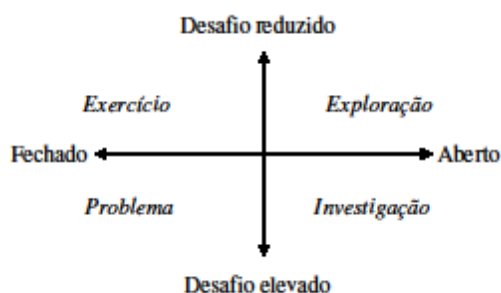 Desafio reduzido
Exercício Exploração
Fechado Aberto
Problema Investigação
Desafio elevado